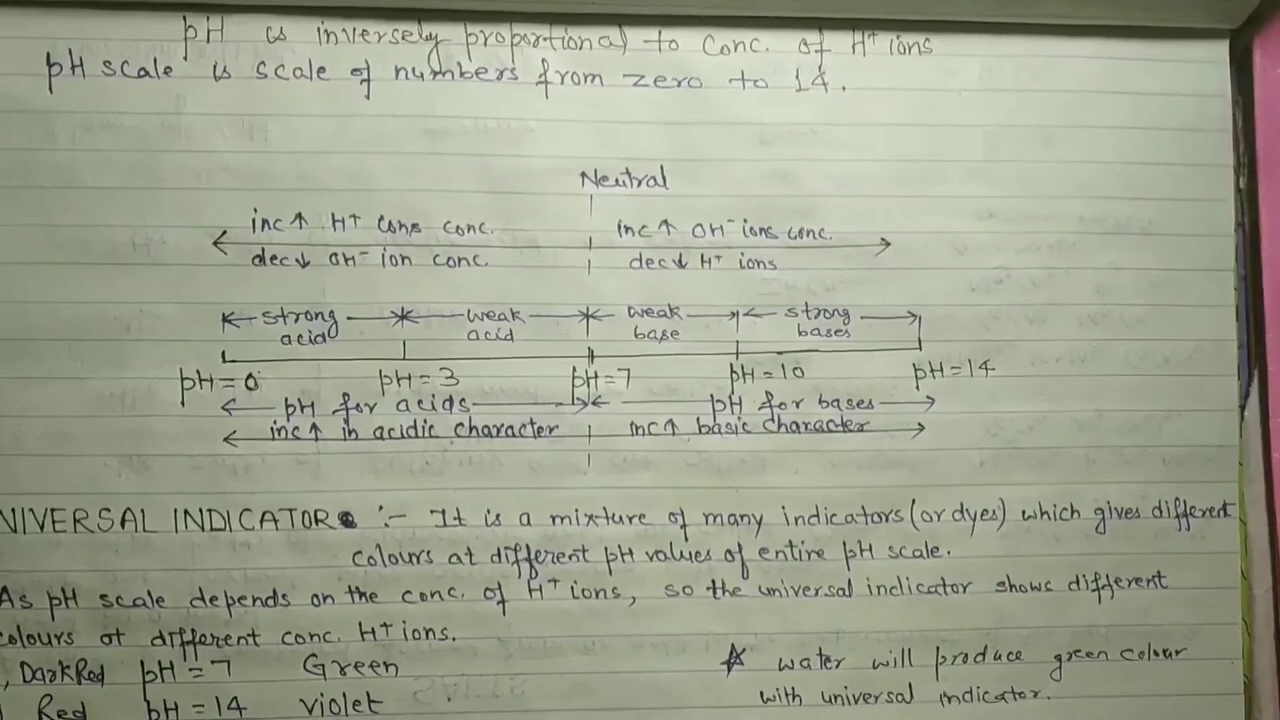 pH is inversely proportional to conc. of H⁺ ions
pH scale is scale of numbers from zero to 14.
Neutral
inc↑ H⁺ conc. inc↑ OH⁻ ions conc.
dec↓ OH⁻ ion conc. dec↓ H⁺ ions
strong acid weak acid weak base strong bases
pH = 0 pH = 3 pH = 7 pH = 10 pH = 14
pH for acids pH for bases
inc↑ in acidic character inc↑ basic character
NIVERSAL INDICATOR :- It is a mixture of many indicators (or dyes) which gives different
colours at different pH values of entire pH scale.
As pH scale depends on the conc. of H⁺ ions, so the universal indicator shows different
colours at different conc. H⁺ ions.
, Dark Red pH = 7 Green
Red pH = 14 violet
☆ water will produce green colour
with universal indicator.